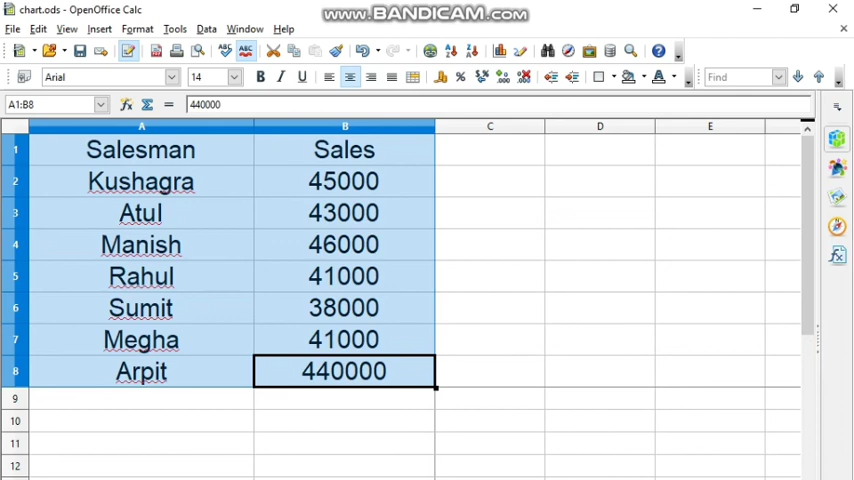 chart.ods - OpenOffice Calc
www.BANDICAM.com
File Edit View Insert Format Tools Data Window Help
Arial 14 Find
A1:B8 440000
A B C D E
1 Salesman Sales
2 Kushagra 45000
3 Atul 43000
4 Manish 46000
5 Rahul 41000
6 Sumit 38000
7 Megha 41000
8 Arpit 440000
9
10
11
12